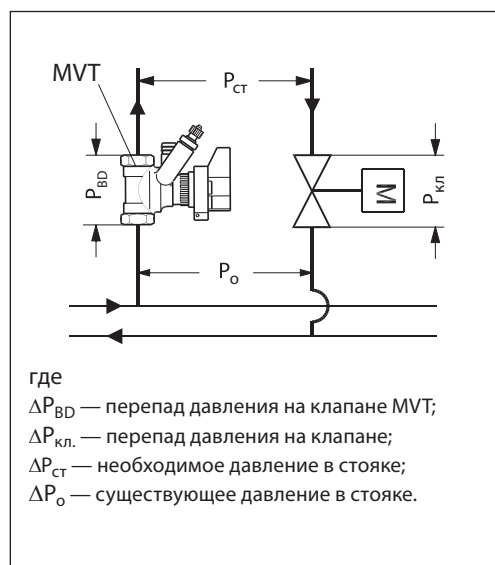 MVT
Pст
PBD
M
Pкл
Pо
где
ΔPBD — перепад давления на клапане MVT;
ΔPкл. — перепад давления на клапане;
ΔPст — необходимое давление в стояке;
ΔPо — существующее давление в стояке.